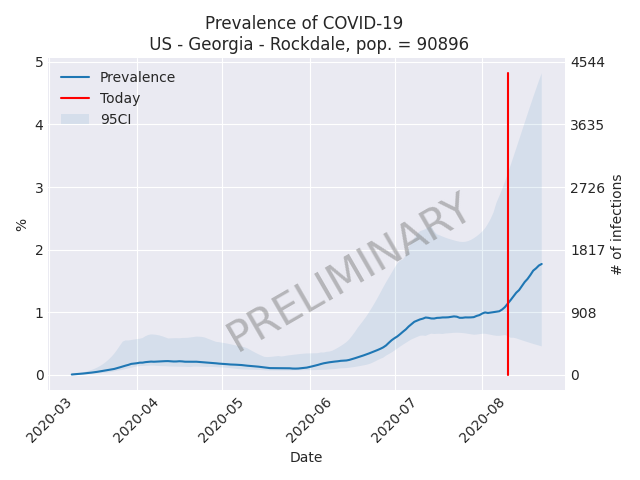 Prevalence of COVID-19
US - Georgia - Rockdale, pop. = 90896
Prevalence
Today
95CI
PRELIMINARY
%
5
4
3
2
1
0
4544
3635
2726
1817
908
0
# of infections
2020-03
2020-04
2020-05
2020-06
2020-07
2020-08
Date